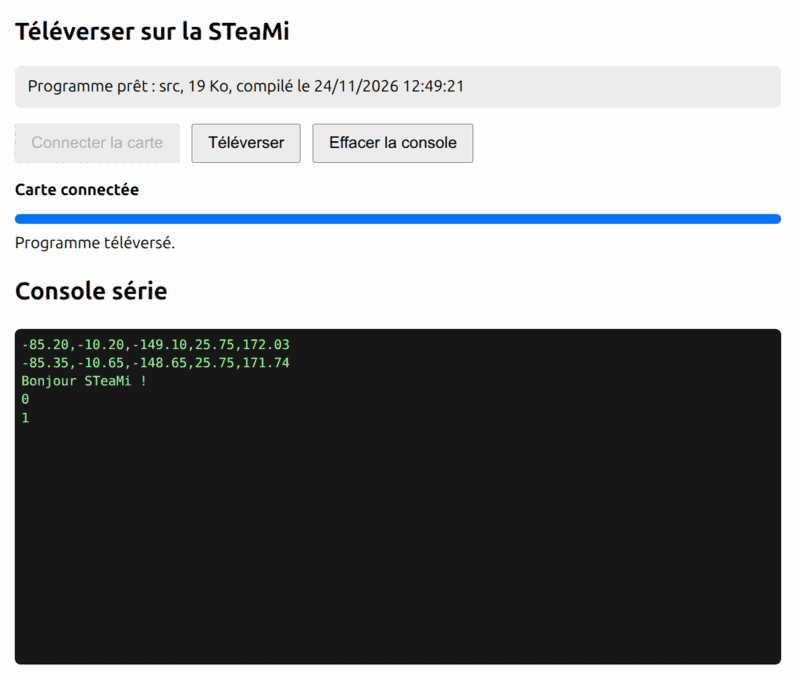 Téléverser sur la STeaMi
Programme prêt : src, 19 Ko, compilé le 24/11/2026 12:49:21
Connecter la carte
Téléverser
Effacer la console
Carte connectée
Programme téléversé.
Console série
-85.20,-10.20,-149.10,25.75,172.03
-85.35,-10.65,-148.65,25.75,171.74
Bonjour STeaMi !
0
1